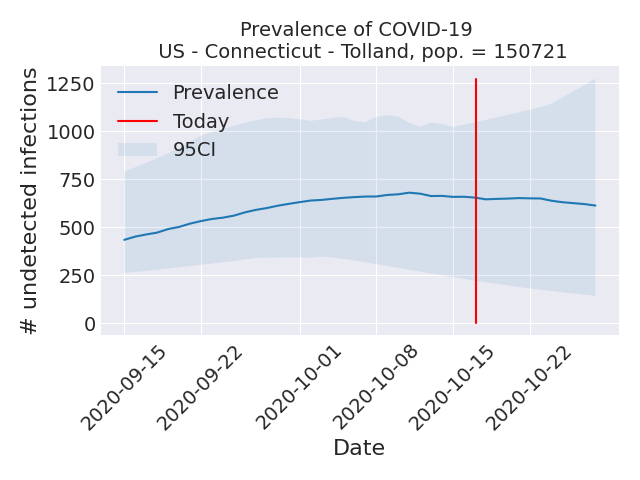 Prevalence of COVID-19
US - Connecticut - Tolland, pop. = 150721
# undetected infections
1250
1000
750
500
250
0
Prevalence
Today
95CI
2020-09-15
2020-09-22
2020-10-01
2020-10-08
2020-10-15
2020-10-22
Date